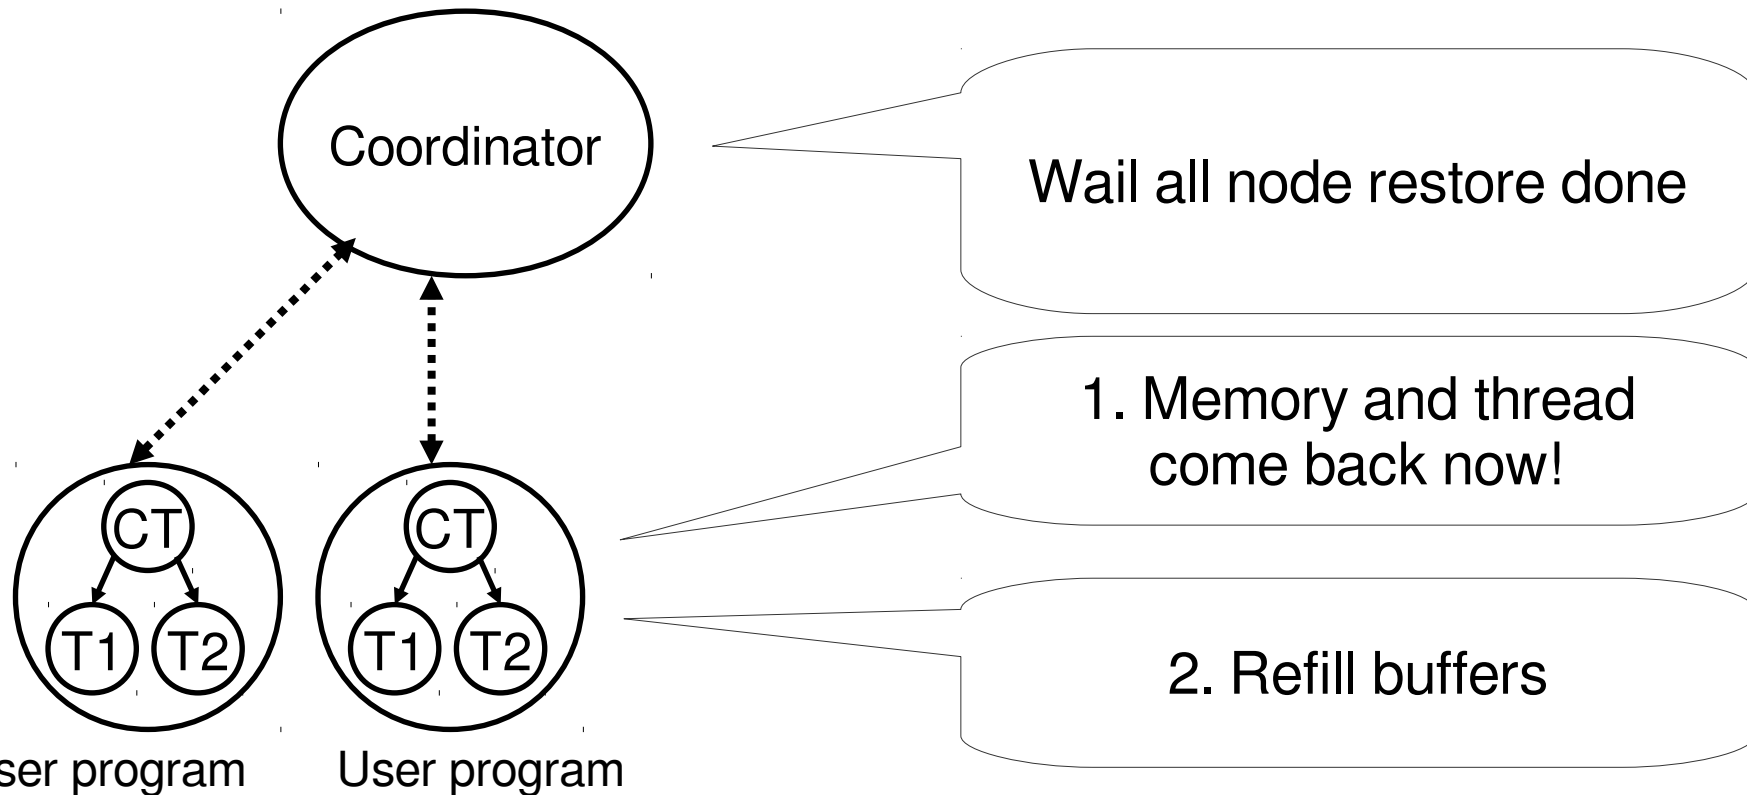 Coordinator
Wail all node restore done
1. Memory and thread
come back now!
CT
CT
T1 T2
T1 T2
2. Refill buffers
ser program
User program